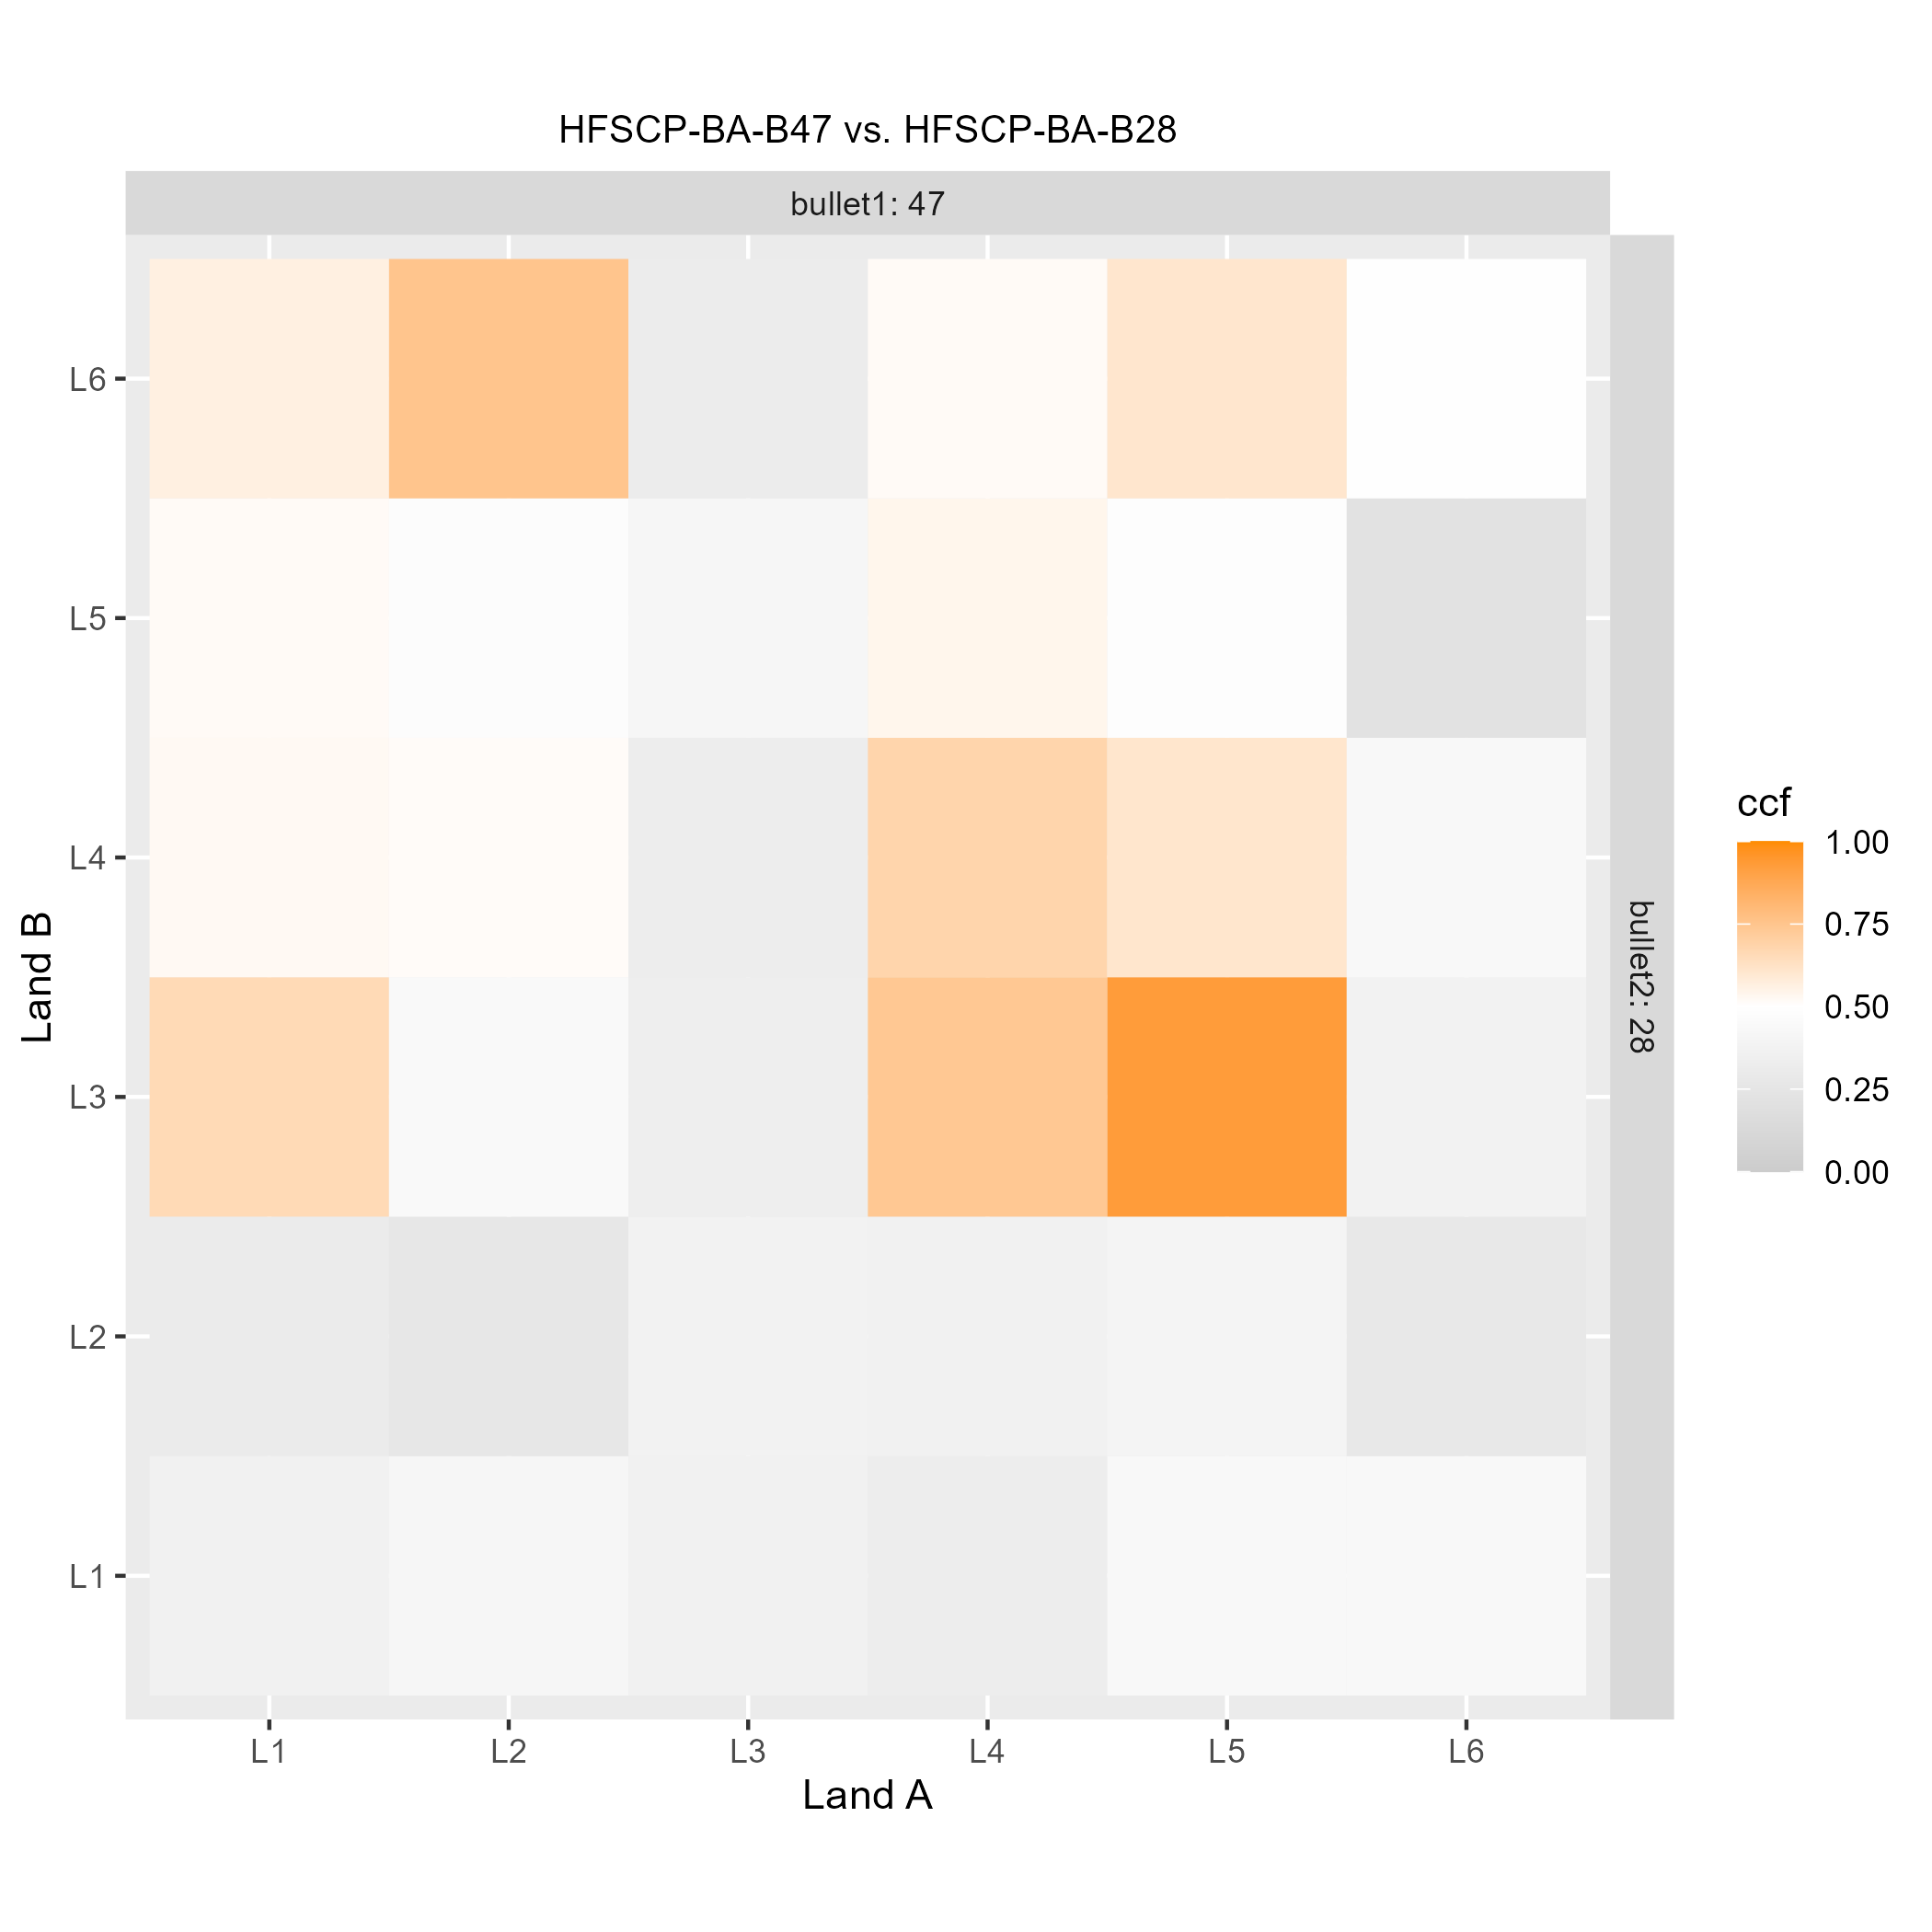 HFSCP-BA-B47 vs. HFSCP-BA-B28
bullet1: 47
L6
L5
L4
L3
L2
L1
Land B
bullet2: 28
L1 L2 L3 L4 L5 L6
Land A
ccf
1.00
0.75
0.50
0.25
0.00